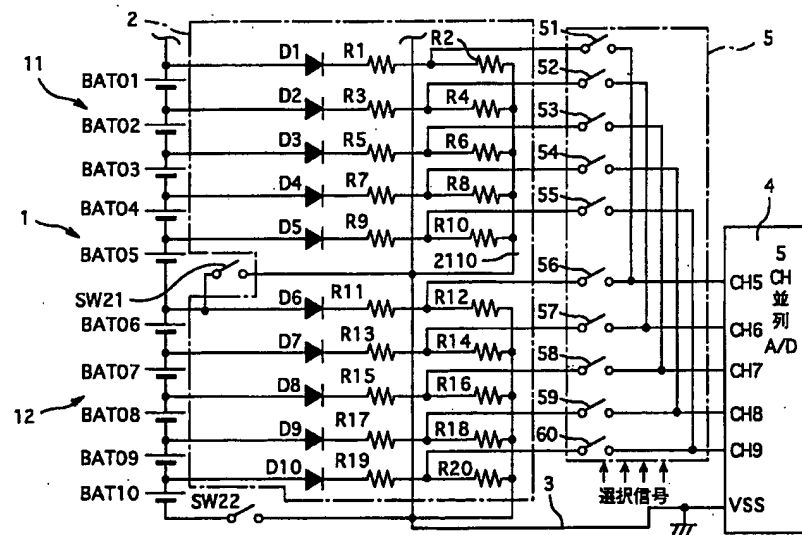 2
51
5
D1
R1
R2
11
BAT01
52
D2
R3
R4
BAT02
53
D3
R5
R6
BAT03
54
4
D4
R7
R8
BAT04
55
1
D5
R9
R10
BAT05
2110
56
5
CH
並
列
A/D
SW21
CH5
D6
R11
R12
BAT06
57
CH6
D7
R13
R14
BAT07
58
CH7
12
D8
R15
R16
BAT08
59
CH8
D9
R17
R18
BAT09
60
CH9
D10
R19
R20
BAT10
SW22
選択信号
3
VSS